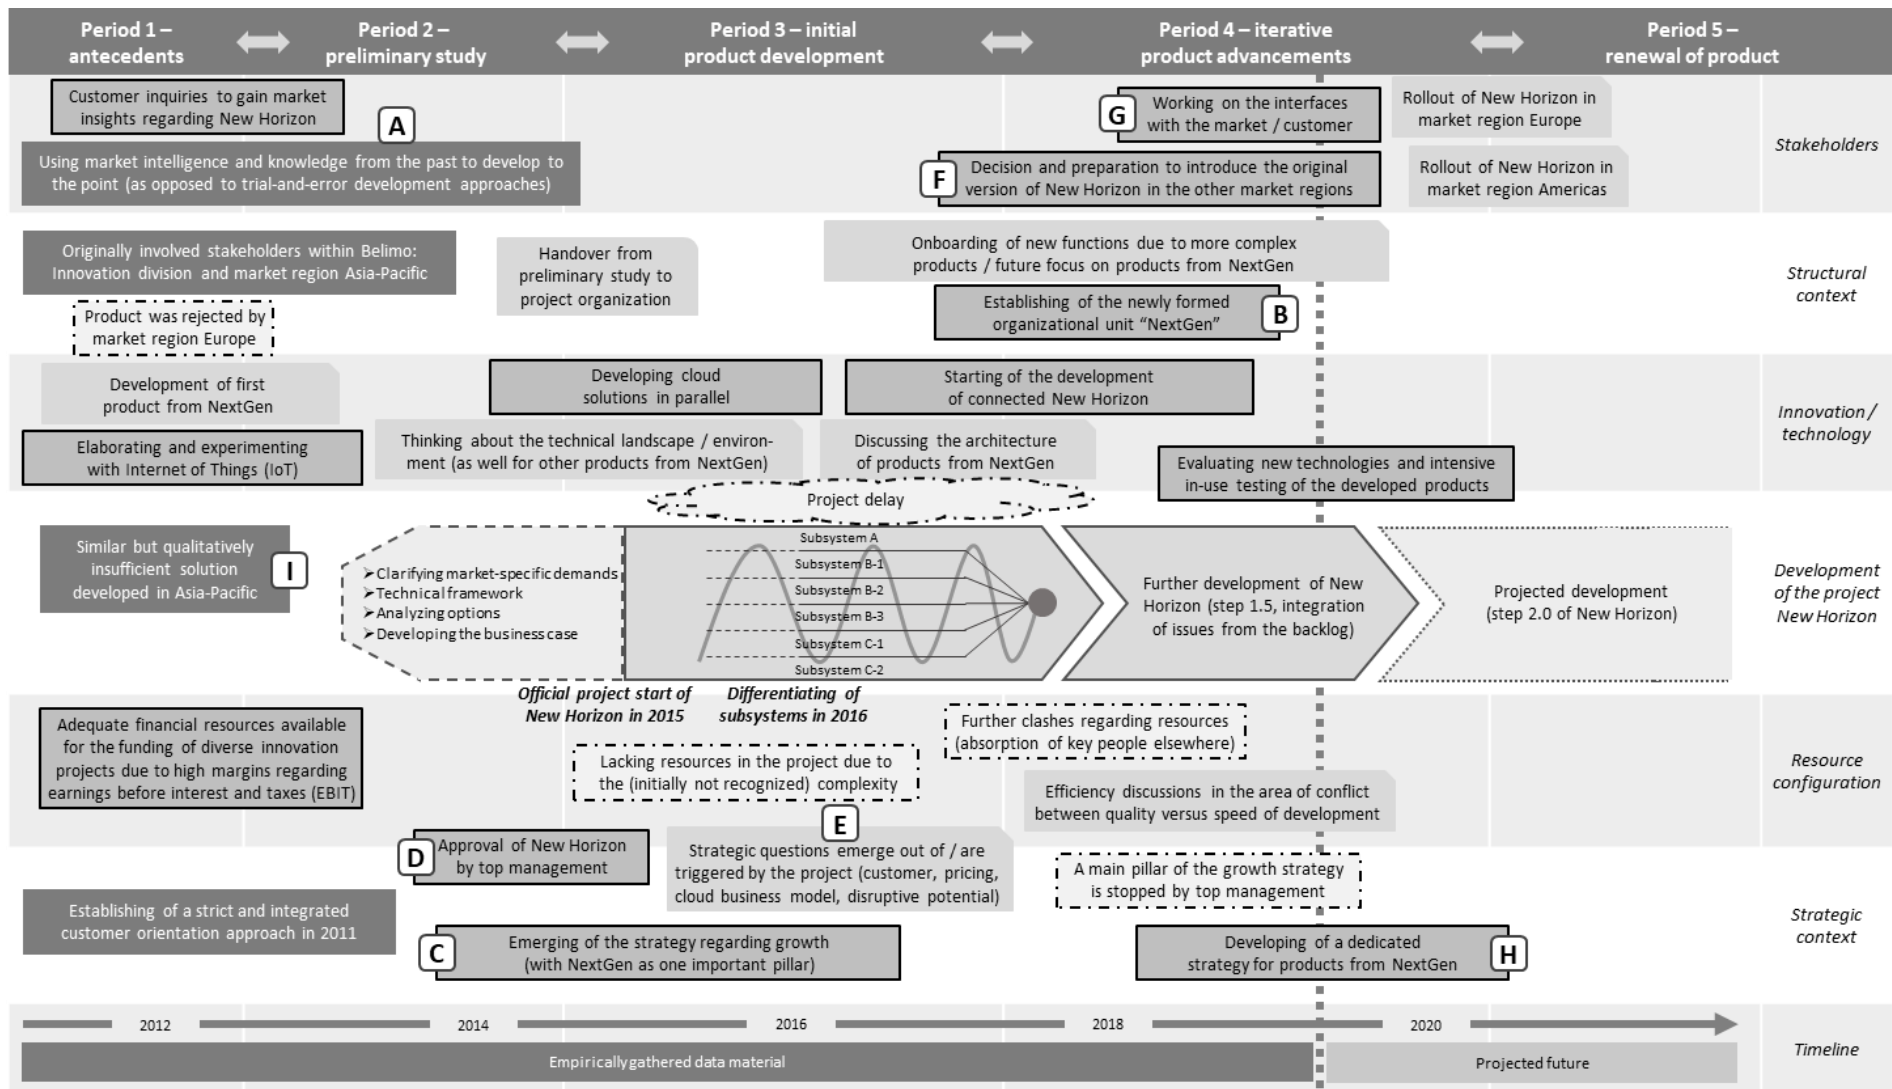 Period 1 –
antecedents
Period 2 –
preliminary study
Period 3 – initial
product development
Period 4 – iterative
product advancements
Period 5 –
renewal of product
Customer inquiries to gain market
insights regarding New Horizon
A
Using market intelligence and knowledge from the past to develop to
the point (as opposed to trial-and-error development approaches)
G
Working on the interfaces
with the market / customer
Rollout of New Horizon in
market region Europe
F
Decision and preparation to introduce the original
version of New Horizon in the other market regions
Rollout of New Horizon in
market region Americas
Stakeholders
Originally involved stakeholders within Belimo:
Innovation division and market region Asia-Pacific
Product was rejected by
market region Europe
Handover from
preliminary study to
project organization
Onboarding of new functions due to more complex
products / future focus on products from NextGen
Establishing of the newly formed
organizational unit “NextGen”
B
Structural
context
Development of first
product from NextGen
Elaborating and experimenting
with Internet of Things (IoT)
Developing cloud
solutions in parallel
Thinking about the technical landscape / environ-
ment (as well for other products from NextGen)
Starting of the development
of connected New Horizon
Discussing the architecture
of products from NextGen
Evaluating new technologies and intensive
in-use testing of the developed products
Innovation /
technology
Project delay
Similar but qualitatively
insufficient solution
developed in Asia-Pacific
I
➢Clarifying market-specific demands
➢Technical framework
➢Analyzing options
➢Developing the business case
Subsystem A
Subsystem B-1
Subsystem B-2
Subsystem B-3
Subsystem C-1
Subsystem C-2
Further development of New
Horizon (step 1.5, integration
of issues from the backlog)
Projected development
(step 2.0 of New Horizon)
Development
of the project
New Horizon
Official project start of
New Horizon in 2015
Differentiating of
subsystems in 2016
Adequate financial resources available
for the funding of diverse innovation
projects due to high margins regarding
earnings before interest and taxes (EBIT)
Lacking resources in the project due to
the (initially not recognized) complexity
Further clashes regarding resources
(absorption of key people elsewhere)
Efficiency discussions in the area of conflict
between quality versus speed of development
Resource
configuration
D
Approval of New Horizon
by top management
E
Strategic questions emerge out of / are
triggered by the project (customer, pricing,
cloud business model, disruptive potential)
A main pillar of the growth strategy
is stopped by top management
Establishing of a strict and integrated
customer orientation approach in 2011
C
Emerging of the strategy regarding growth
(with NextGen as one important pillar)
Developing of a dedicated
strategy for products from NextGen
H
Strategic
context
2012
2014
2016
2018
2020
Empirically gathered data material
Projected future
Timeline